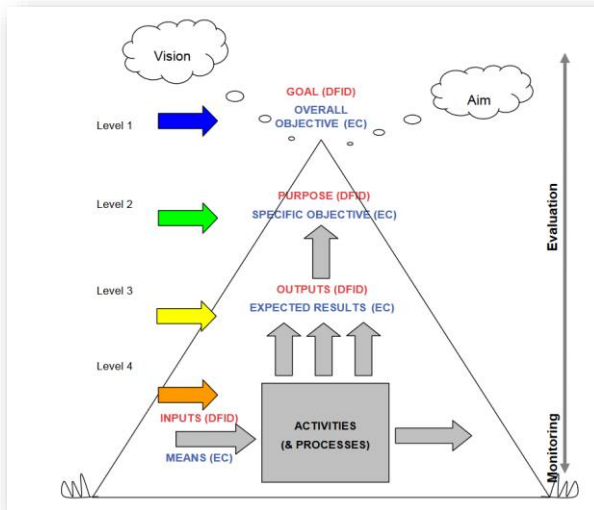 Vision
GOAL (DFID)
Aim
OVERALL
OBJECTIVE (EC)
Level 1
PURPOSE (DFID)
Level 2
SPECIFIC OBJECTIVE (EC)
Evaluation
Level 3
OUTPUTS (DFID)
EXPECTED RESULTS (EC)
Level 4
INPUTS (DFID)
ACTIVITIES
(& PROCESSES)
MEANS (EC)
Monitoring